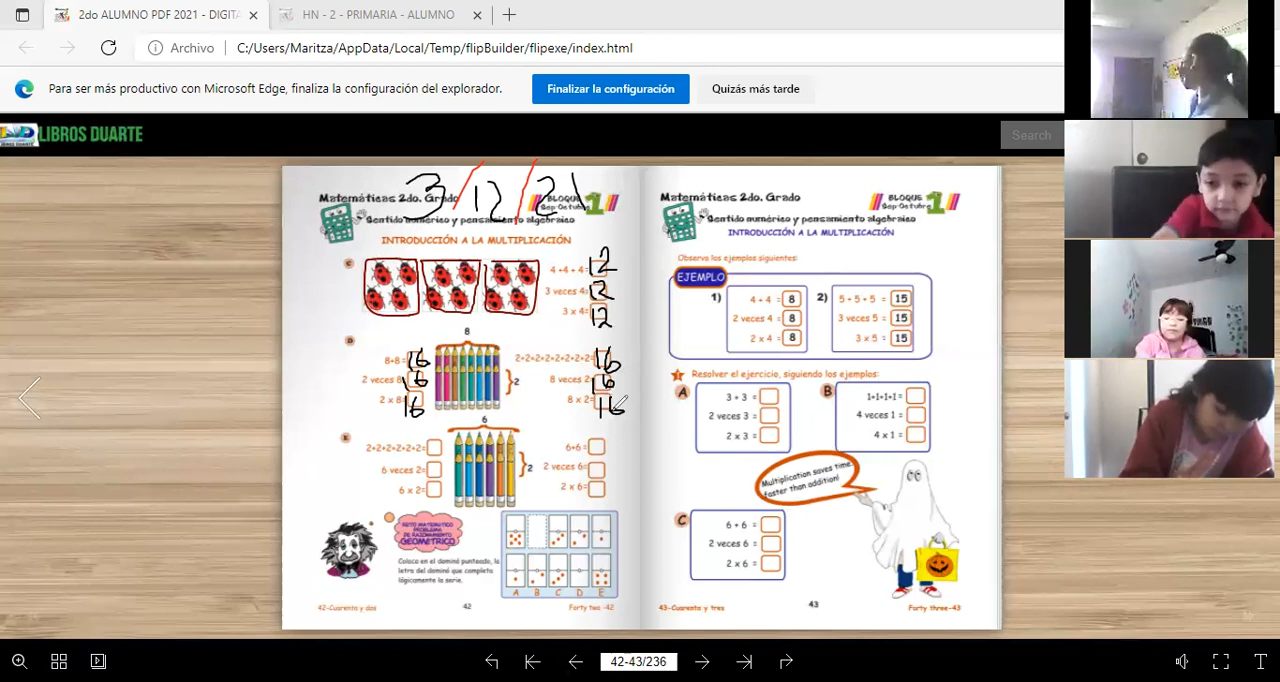 2do ALUMNO PDF 2021 - DIGITA
HN - 2 - PRIMARIA - ALUMNO
Archivo
C:/Users/Maritza/AppData/Local/Temp/flipBuilder/flipexe/index.html
Para ser más productivo con Microsoft Edge, finaliza la configuración del explorador.
Finalizar la configuración
Quizás más tarde
LIBROS DUARTE
Search
3/12/21
Matemáticas 2do. Grado
BLOQUE 1
Sep-Octubre
Sentido numérico y pensamiento algebraico
INTRODUCCIÓN A LA MULTIPLICACIÓN
C
4+4+4= 12
3 veces 4= 12
3 x 4= 12
D
8
8+8= 16
2 veces 8= 16
2 x 8= 16
2
2+2+2+2+2+2+2+2= 16
8 veces 2= 16
8 x 2= 16
E
6
2+2+2+2+2+2=
6 veces 2=
6 x 2=
2
6+6=
2 veces 6=
2 x 6=
RETO MATEMÁTICO
PROBLEMA
DE RAZONAMIENTO
GEOMÉTRICO
Coloca en el dominó punteado, la
letra del dominó que completa
lógicamente la serie.
A B C D E
42-Cuarenta y dos
42
Forty two -42
Matemáticas 2do. Grado
BLOQUE 1
Sep-Octubre
Sentido numérico y pensamiento algebraico
INTRODUCCIÓN A LA MULTIPLICACIÓN
Observa los ejemplos siguientes:
EJEMPLO
1)
4 + 4 = 8
2 veces 4 = 8
2 x 4 = 8
2)
5 + 5 + 5 = 15
3 veces 5 = 15
3 x 5 = 15
1 Resolver el ejercicio, siguiendo los ejemplos:
A
3 + 3 =
2 veces 3 =
2 x 3 =
B
1+1+1+1 =
4 veces 1 =
4 x 1 =
Multiplication saves time,
faster than addition!
C
6 + 6 =
2 veces 6 =
2 x 6 =
43-Cuarenta y tres
43
Forty three-43
42-43/236